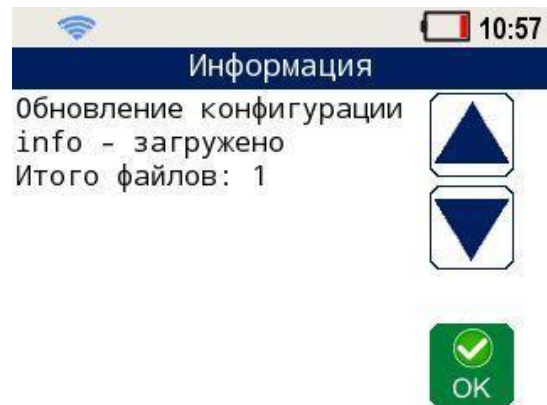 10:57
Информация
Обновление конфигурации
info - загружено
Итого файлов: 1
OK